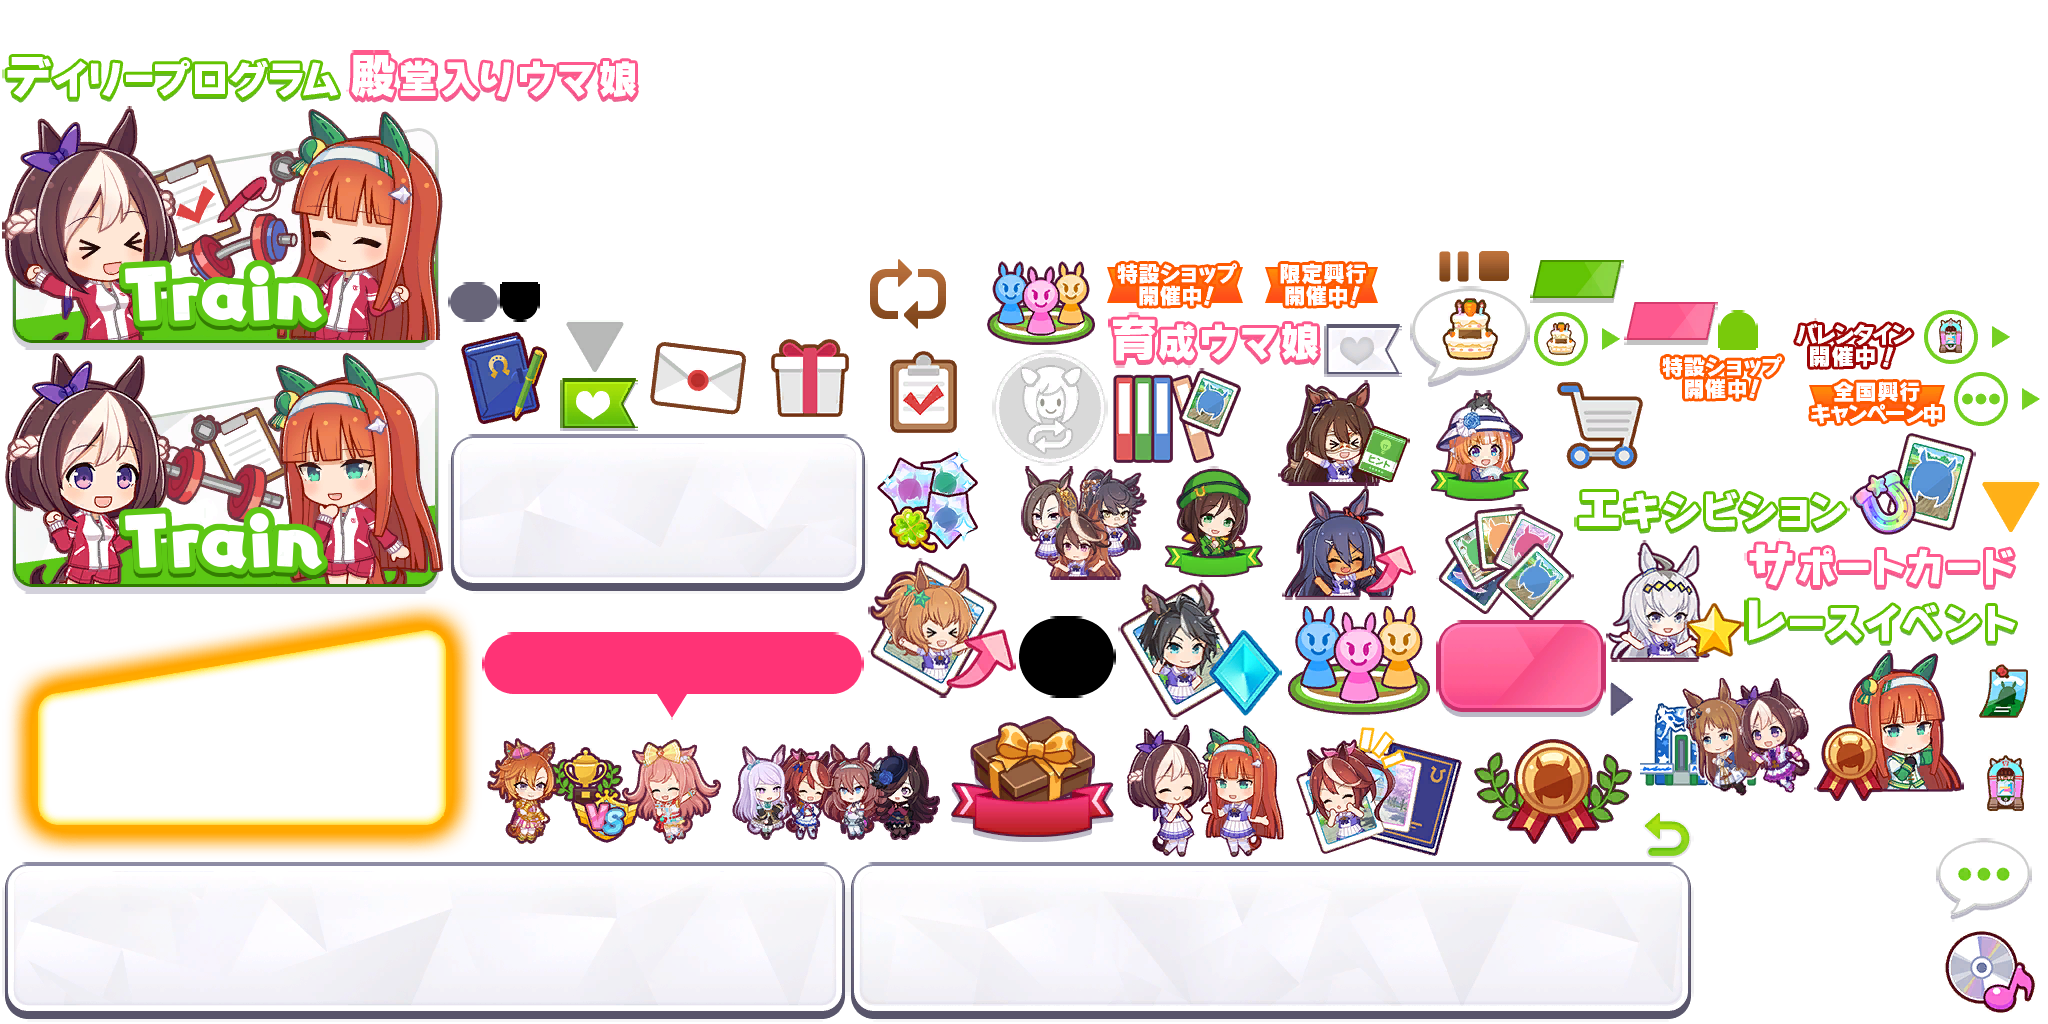 デイリープログラム
殿堂入りウマ娘
Train
Train
特設ショップ
開催中!
限定興行
開催中!
育成ウマ娘
特設ショップ
開催中!
バレンタイン
開催中!
全国興行
キャンペーン中
ヒント
エキシビション
サポートカード
レースイベント
VS